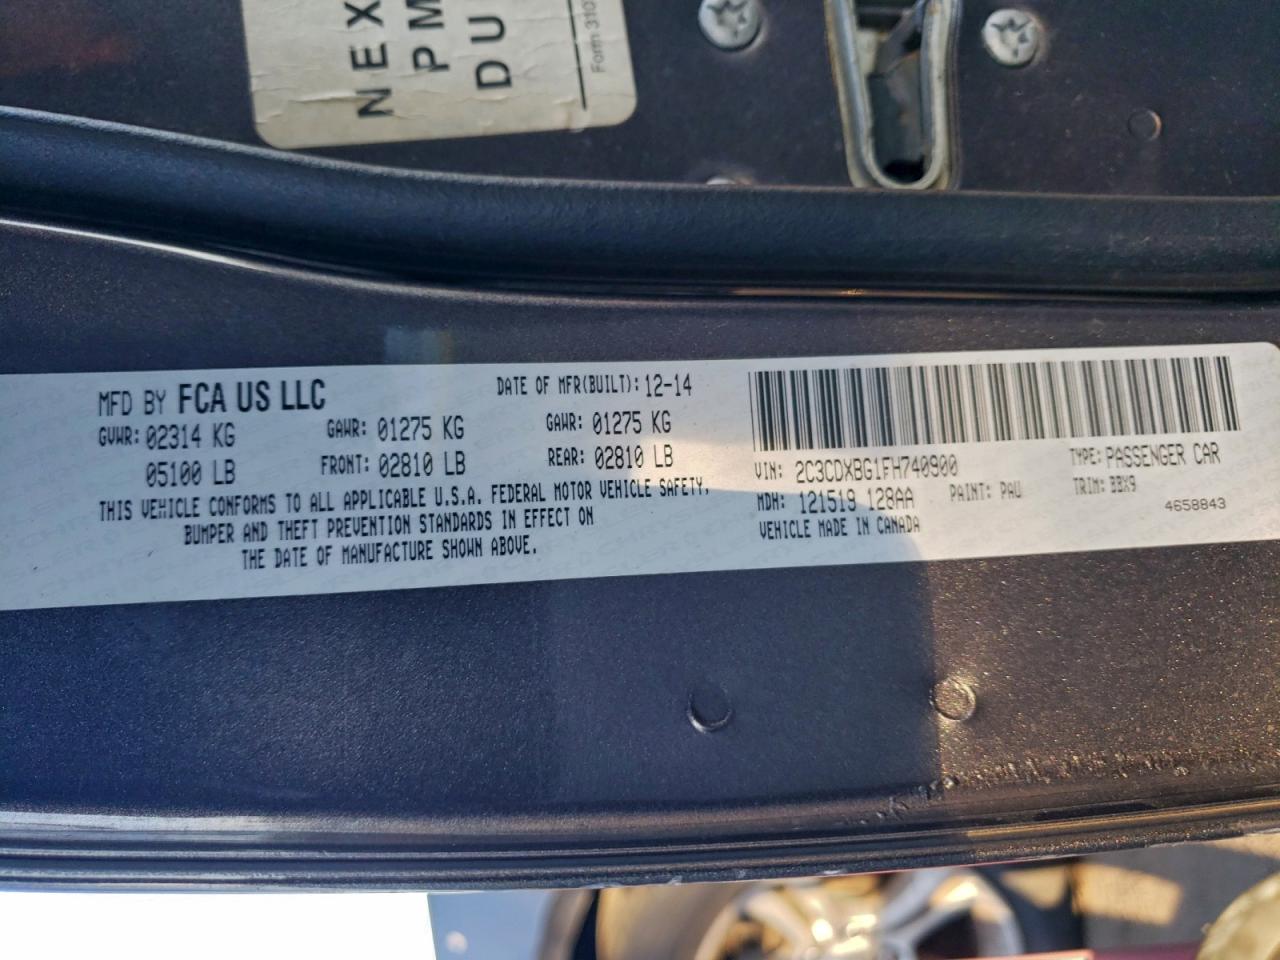 NEX
PM
DU
Form 310
MFD BY FCA US LLC
DATE OF MFR(BUILT): 12-14
GVWR: 02314 KG
GAWR: 01275 KG
GAWR: 01275 KG
05100 LB
FRONT: 02810 LB
REAR: 02810 LB
THIS VEHICLE CONFORMS TO ALL APPLICABLE U.S.A. FEDERAL MOTOR VEHICLE SAFETY,
BUMPER AND THEFT PREVENTION STANDARDS IN EFFECT ON
THE DATE OF MANUFACTURE SHOWN ABOVE.
VIN: 2C3CDXBG1FH740900
TYPE: PASSENGER CAR
MDH: 121519 128AA
PAINT: PAU
TRIM: BBX9
VEHICLE MADE IN CANADA
4658843